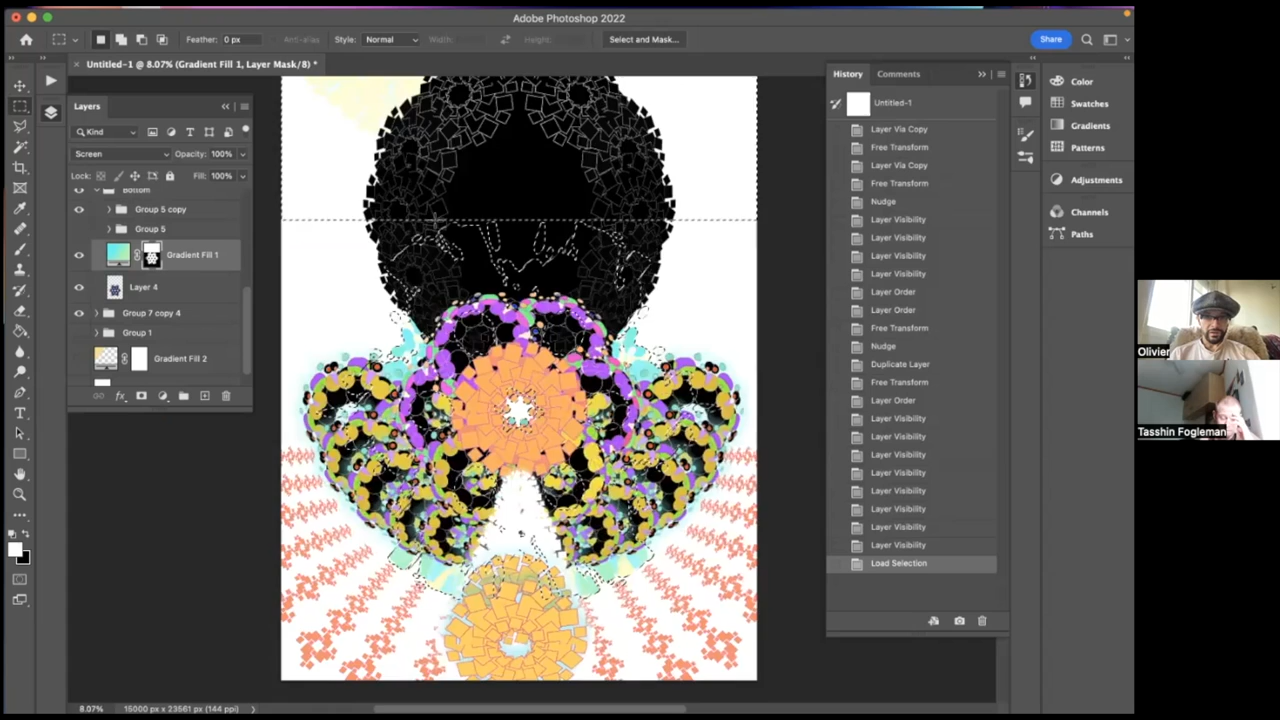 Adobe Photoshop 2022
Feather: 0 px Anti-alias Style: Normal Width: Height: Select and Mask... Share
× Untitled-1 @ 8.07% (Gradient Fill 1, Layer Mask/8) *
Layers
Kind
Screen Opacity: 100%
Lock: Fill: 100%
Bottom
Group 5 copy
Group 5
Gradient Fill 1
Layer 4
Group 7 copy 4
Group 1
Gradient Fill 2
fx
T
8.07% 15000 px x 23561 px (144 ppi)
History Comments
Untitled-1
Layer Via Copy
Free Transform
Layer Via Copy
Free Transform
Nudge
Layer Visibility
Layer Visibility
Layer Visibility
Layer Visibility
Layer Order
Layer Order
Free Transform
Nudge
Duplicate Layer
Free Transform
Layer Order
Layer Visibility
Layer Visibility
Layer Visibility
Layer Visibility
Layer Visibility
Layer Visibility
Layer Visibility
Layer Visibility
Load Selection
Color
Swatches
Gradients
Patterns
Adjustments
Channels
Paths
Olivier
Tasshin Fogleman